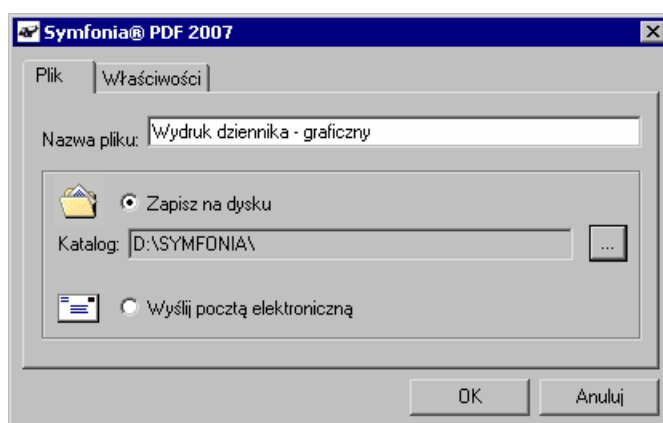 Symfonia® PDF 2007
Plik Właściwości
Nazwa pliku: Wydruk dziennika - graficzny
Zapisz na dysku
Katalog: D:\SYMFONIA\ ...
Wyślij pocztą elektroniczną
OK Anuluj